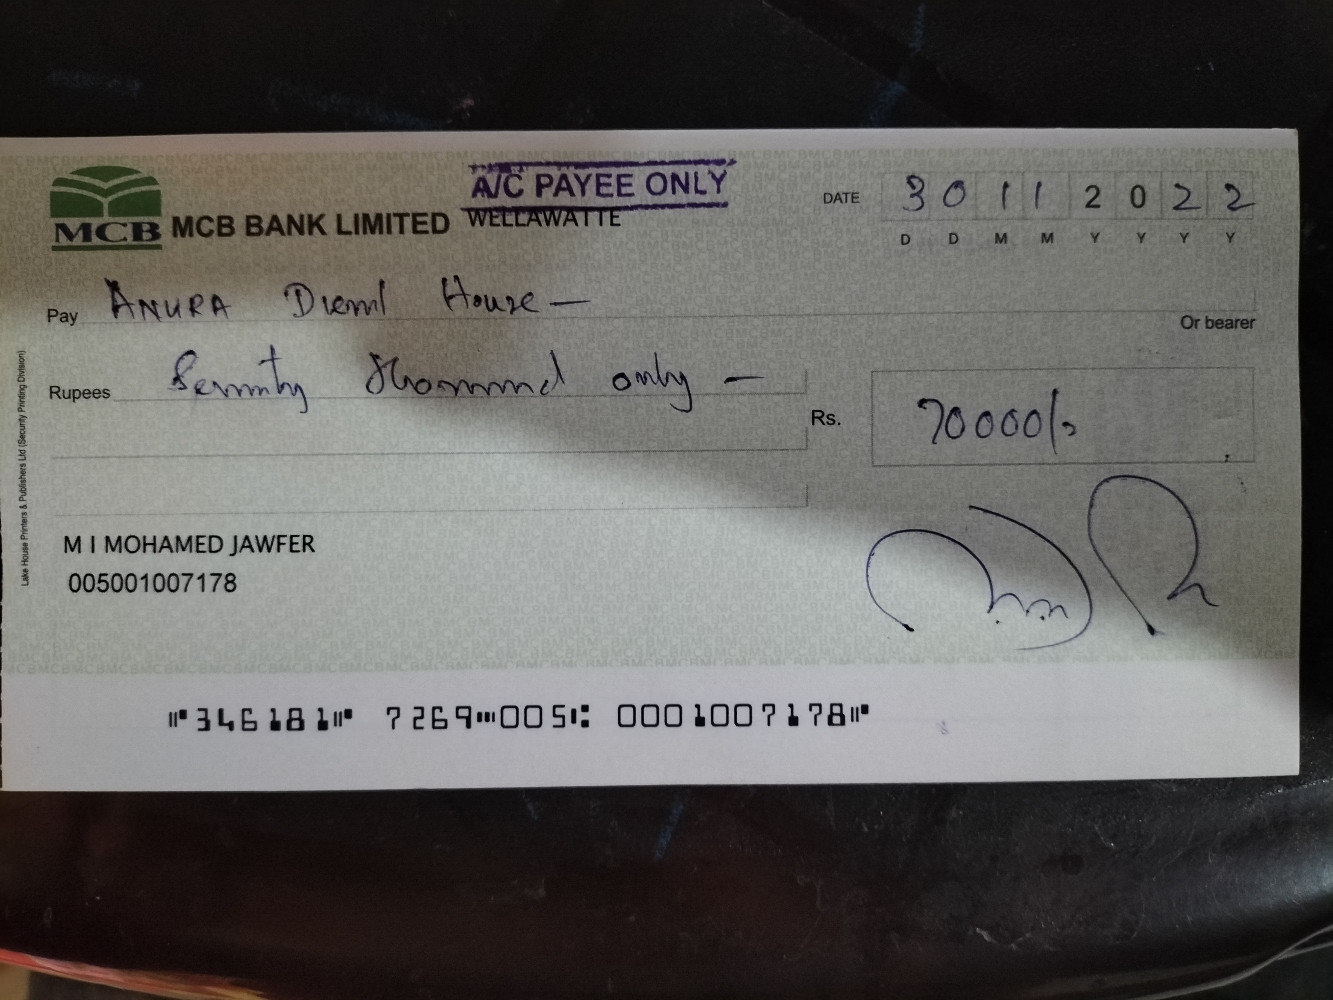 A/C PAYEE ONLY
MCB MCB BANK LIMITED WELLAWATTE
DATE 3 0 1 1 2 0 2 2
D D M M Y Y Y Y
Pay ANURA Diesel House —
Or bearer
Rupees Seventy Thousand only —
Rs. 70000/-
M I MOHAMED JAWFER
005001007178
Lake House Printers & Publishers Ltd (Security Printing Division)
⑈346181⑈ 7269⑉005⑆ 0001007178⑈